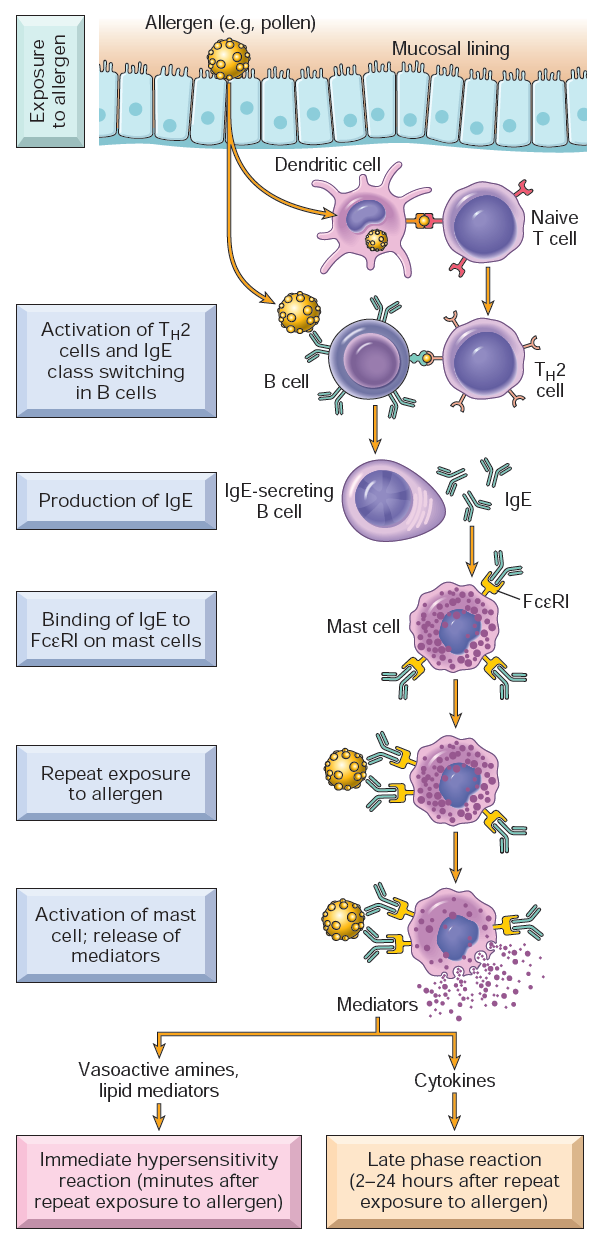 Allergen (e.g, pollen)
Exposure
to allergen
Mucosal lining
Dendritic cell
Naive
T cell
Activation of TH2
cells and IgE
class switching
in B cells
B cell
TH2
cell
Production of IgE
IgE-secreting
B cell
IgE
Binding of IgE to
FcεRI on mast cells
FcεRI
Mast cell
Repeat exposure
to allergen
Activation of mast
cell; release of
mediators
Mediators
Vasoactive amines,
lipid mediators
Cytokines
Immediate hypersensitivity
reaction (minutes after
repeat exposure to allergen)
Late phase reaction
(2–24 hours after repeat
exposure to allergen)